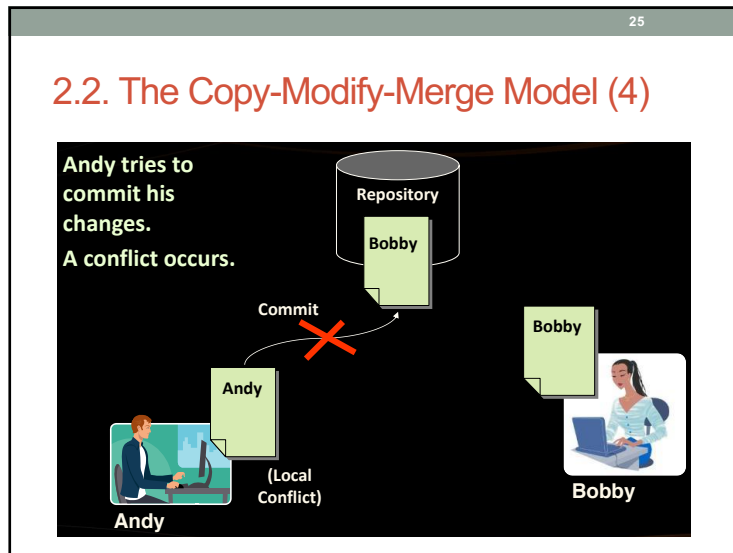 25
2.2. The Copy-Modify-Merge Model (4)
Andy tries to
commit his
changes.
A conflict occurs.
Repository
Bobby
Commit
Bobby
Andy
(Local
Conflict)
Andy
Bobby